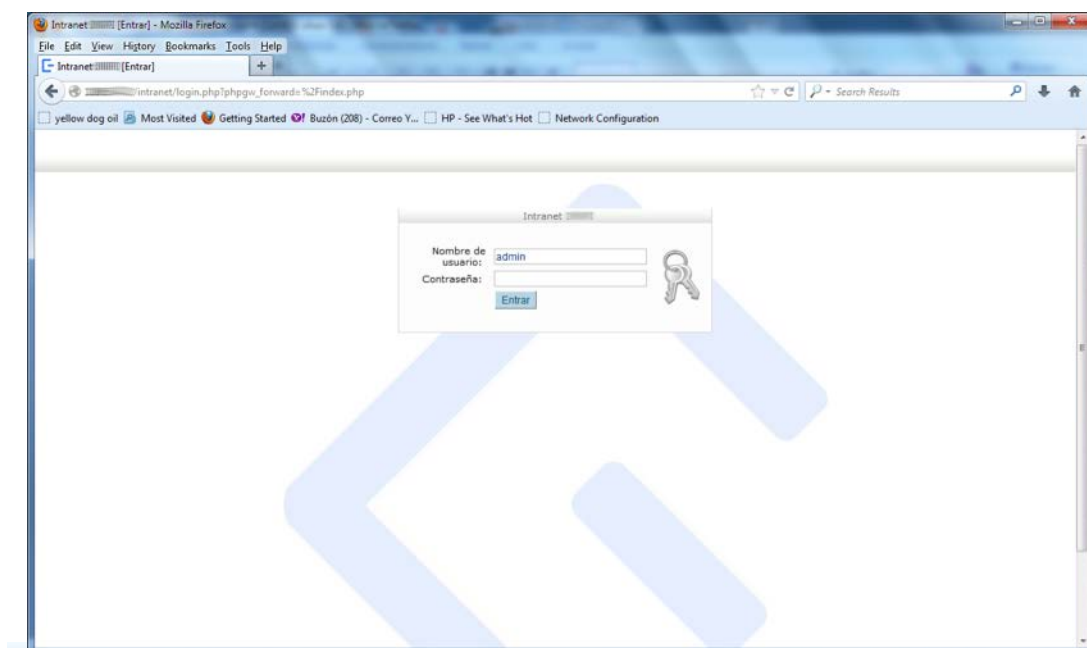 Intranet [Entrar] - Mozilla Firefox
File Edit View History Bookmarks Tools Help
Intranet [Entrar] +
/intranet/login.php?phpgw_forward=%2Findex.php
Search Results
yellow dog oil Most Visited Getting Started Buzón (208) - Correo Y... HP - See What's Hot Network Configuration
Intranet
Nombre de usuario: admin
Contraseña:
Entrar